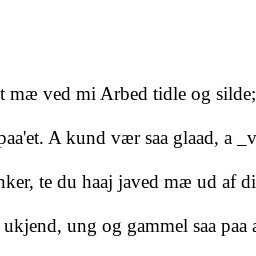 t mæ ved mi Arbed tidle og silde;
paa'et. A kund vær saa glaad, a _v
nker, te du haaj javed mæ ud af di
ukjend, ung og gammel saa paa a